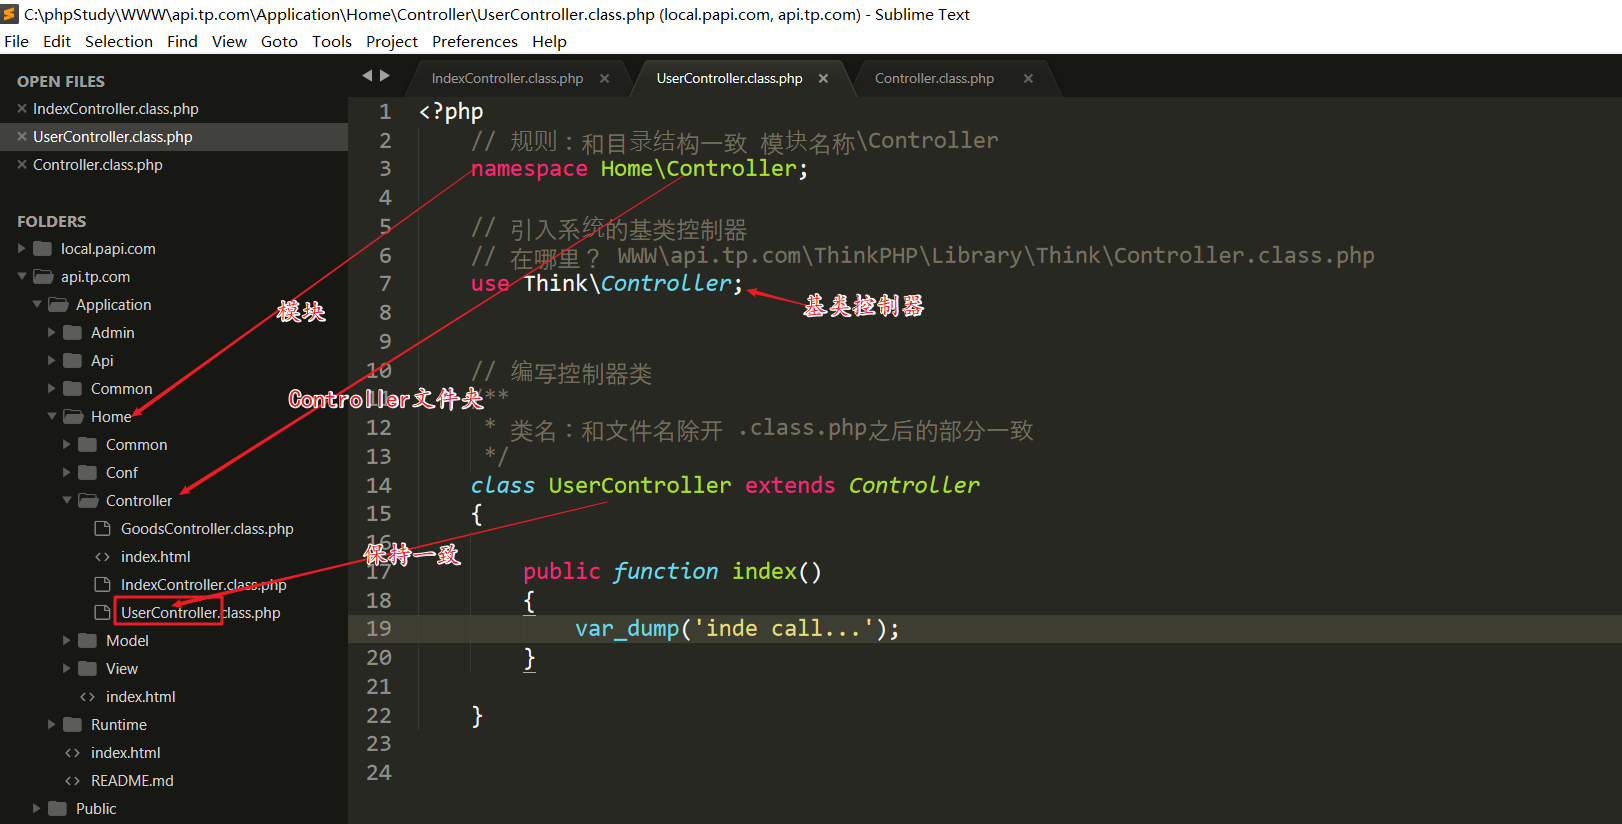 C:\phpStudy\WWW\api.tp.com\Application\Home\Controller\UserController.class.php (local.papi.com, api.tp.com) - Sublime Text
File Edit Selection Find View Goto Tools Project Preferences Help
OPEN FILES
IndexController.class.php
UserController.class.php
Controller.class.php
FOLDERS
local.papi.com
api.tp.com
Application
Admin
Api
Common
Home
Common
Conf
Controller
GoodsController.class.php
index.html
IndexController.class.php
UserController.class.php
Model
View
index.html
Runtime
index.html
README.md
Public
IndexController.class.php UserController.class.php Controller.class.php
1 <?php
2 // 规则：和目录结构一致 模块名称\Controller
3 namespace Home\Controller;
4
5 // 引入系统的基类控制器
6 // 在哪里？ WWW\api.tp.com\ThinkPHP\Library\Think\Controller.class.php
7 use Think\Controller;
8
9
10 // 编写控制器类
11 /**
12 * 类名：和文件名除开 .class.php之后的部分一致
13 */
14 class UserController extends Controller
15 {
16
17 public function index()
18 {
19 var_dump('inde call...');
20 }
21
22 }
23
24
模块
基类控制器
Controller文件夹
保持一致